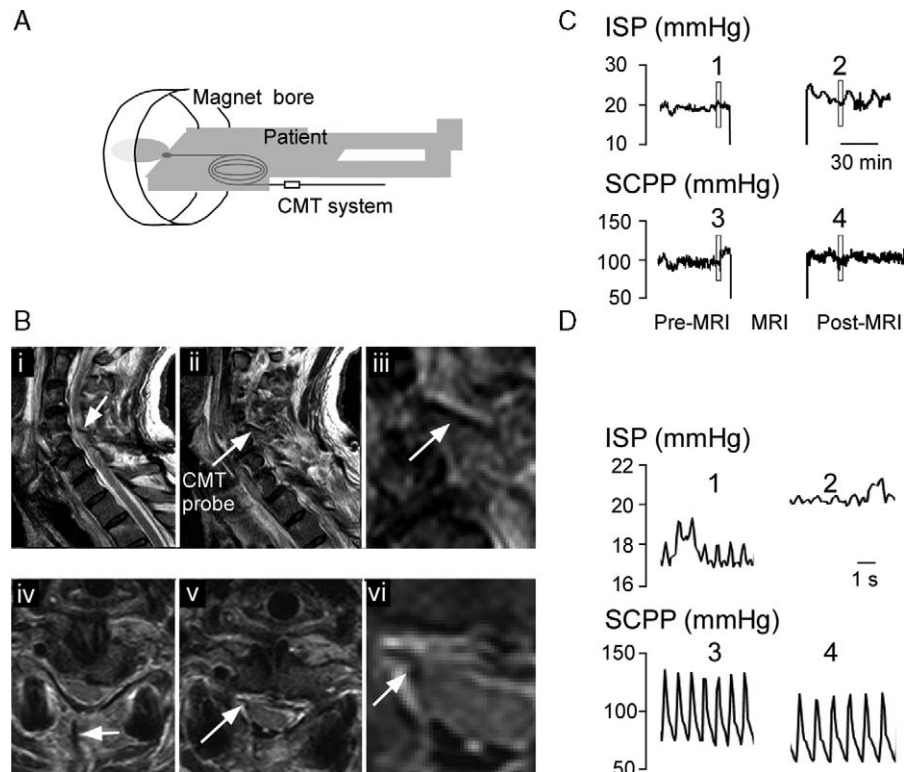 A
Magnet bore
Patient
CMT system
B
i
ii
iii
CMT
probe
iv
v
vi
C
ISP (mmHg)
30
20
10
1
2
30 min
SCPP (mmHg)
150
100
50
3
4
Pre-MRI MRI Post-MRI
D
ISP (mmHg)
22
20
18
16
1
2
1 s
SCPP (mmHg)
150
100
50
3
4